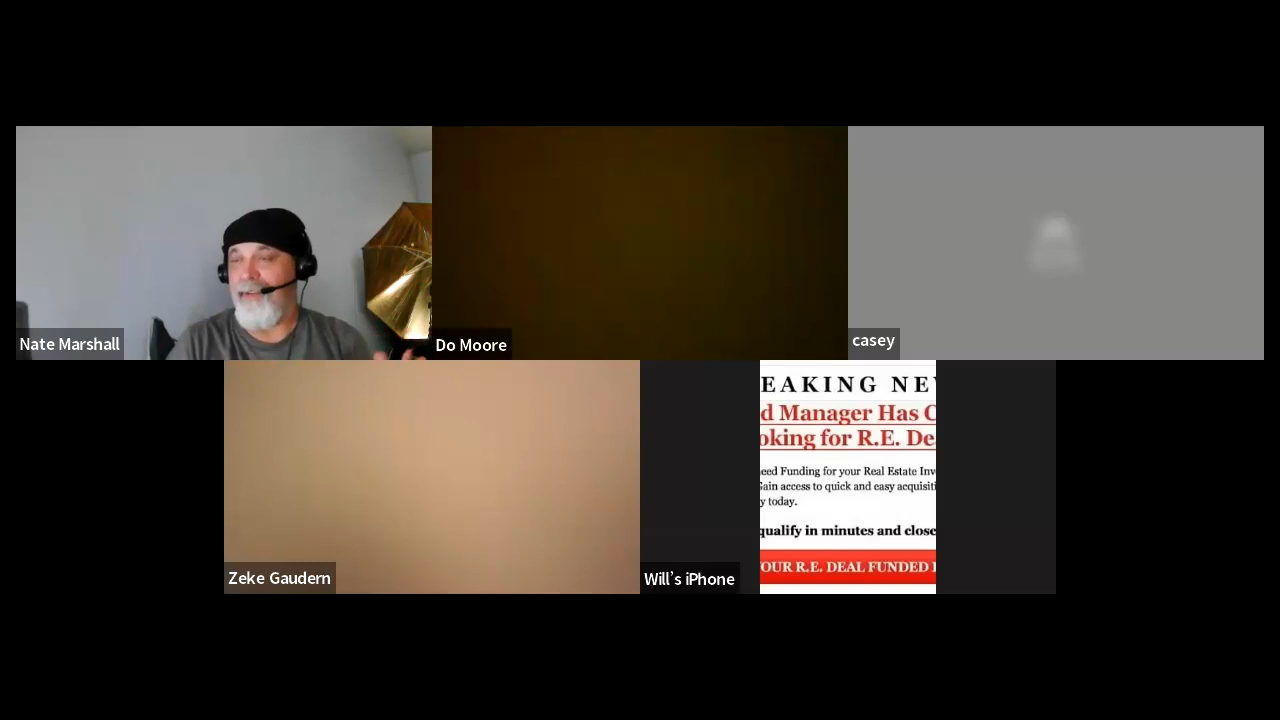 Nate Marshall
Do Moore
casey
Zeke Gaudern
Will's iPhone
EAKING NE
d Manager Has
oking for R.E. De
eed Funding for your Real Estate Inv
Gain access to quick and easy acquisiti
y today.
qualify in minutes and close
OUR R.E. DEAL FUNDED